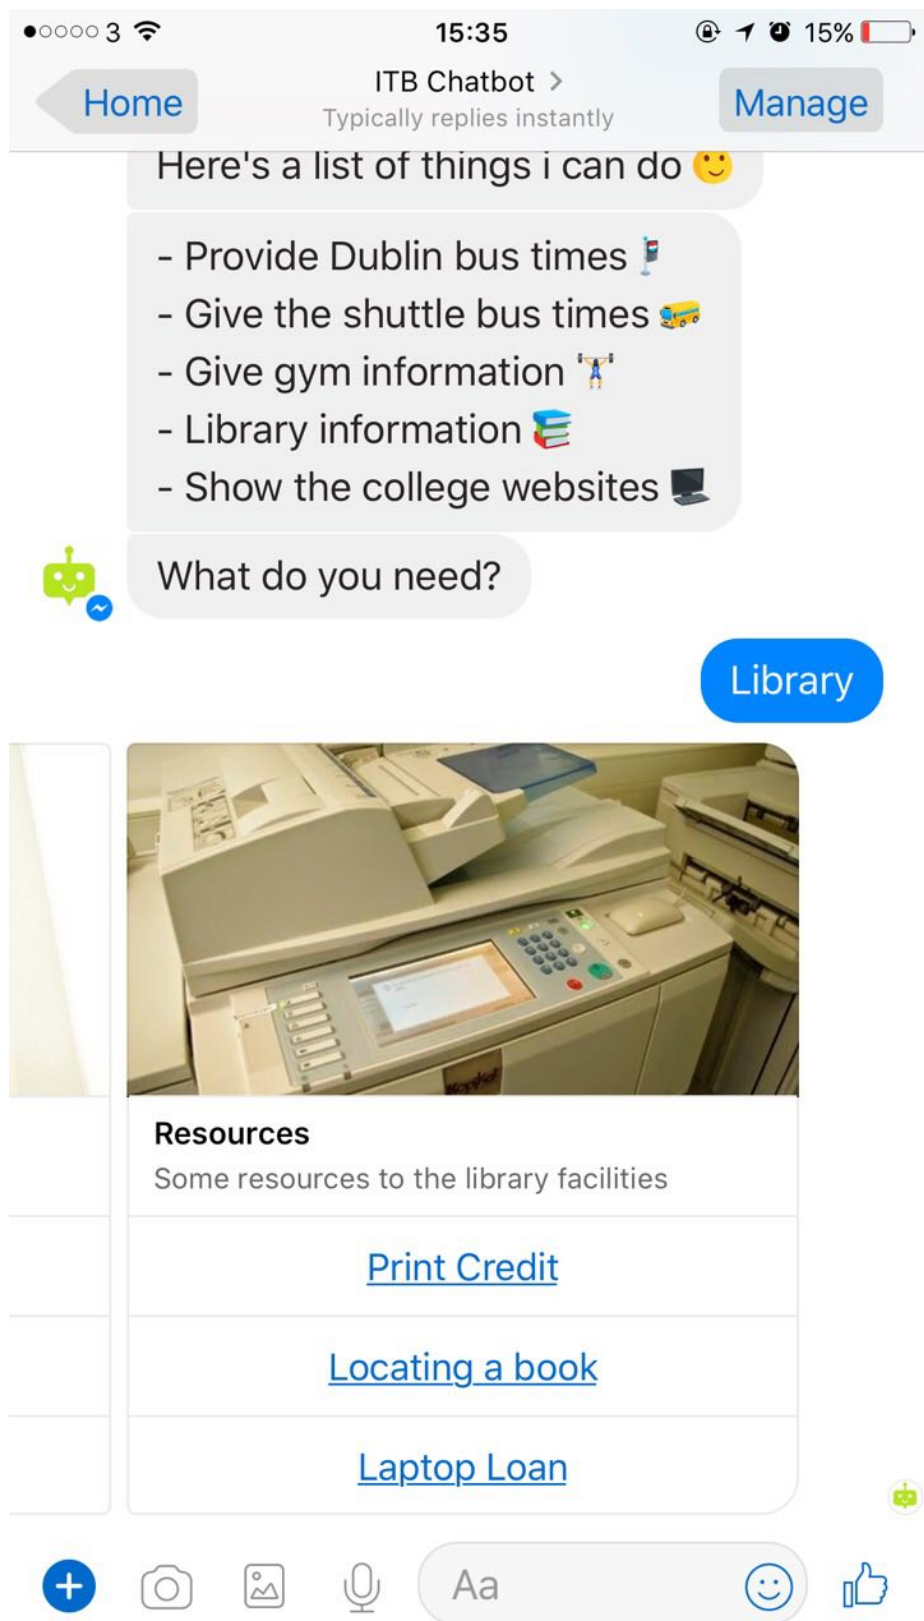 3 15:35 15%
Home ITB Chatbot > Manage
Typically replies instantly
Here's a list of things i can do 🙂
- Provide Dublin bus times 🚏
- Give the shuttle bus times 🚌
- Give gym information 🏋️
- Library information 📚
- Show the college websites 🖥️
What do you need?
Library
Resources
Some resources to the library facilities
Print Credit
Locating a book
Laptop Loan
Aa